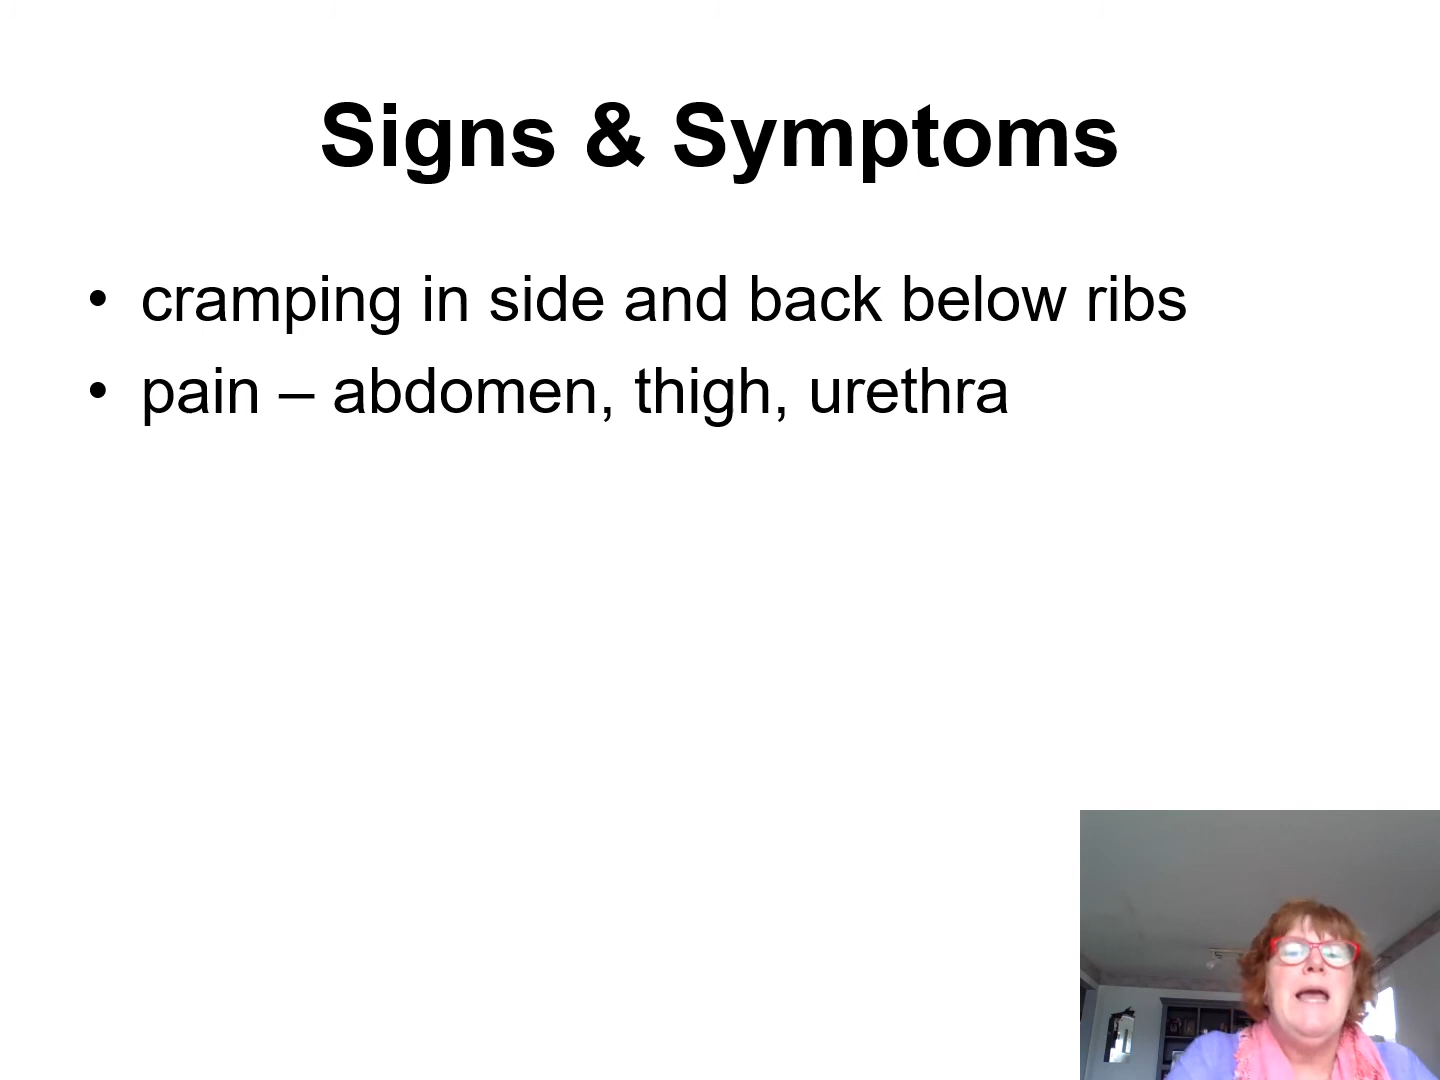 Signs & Symptoms
• cramping in side and back below ribs
• pain – abdomen, thigh, urethra